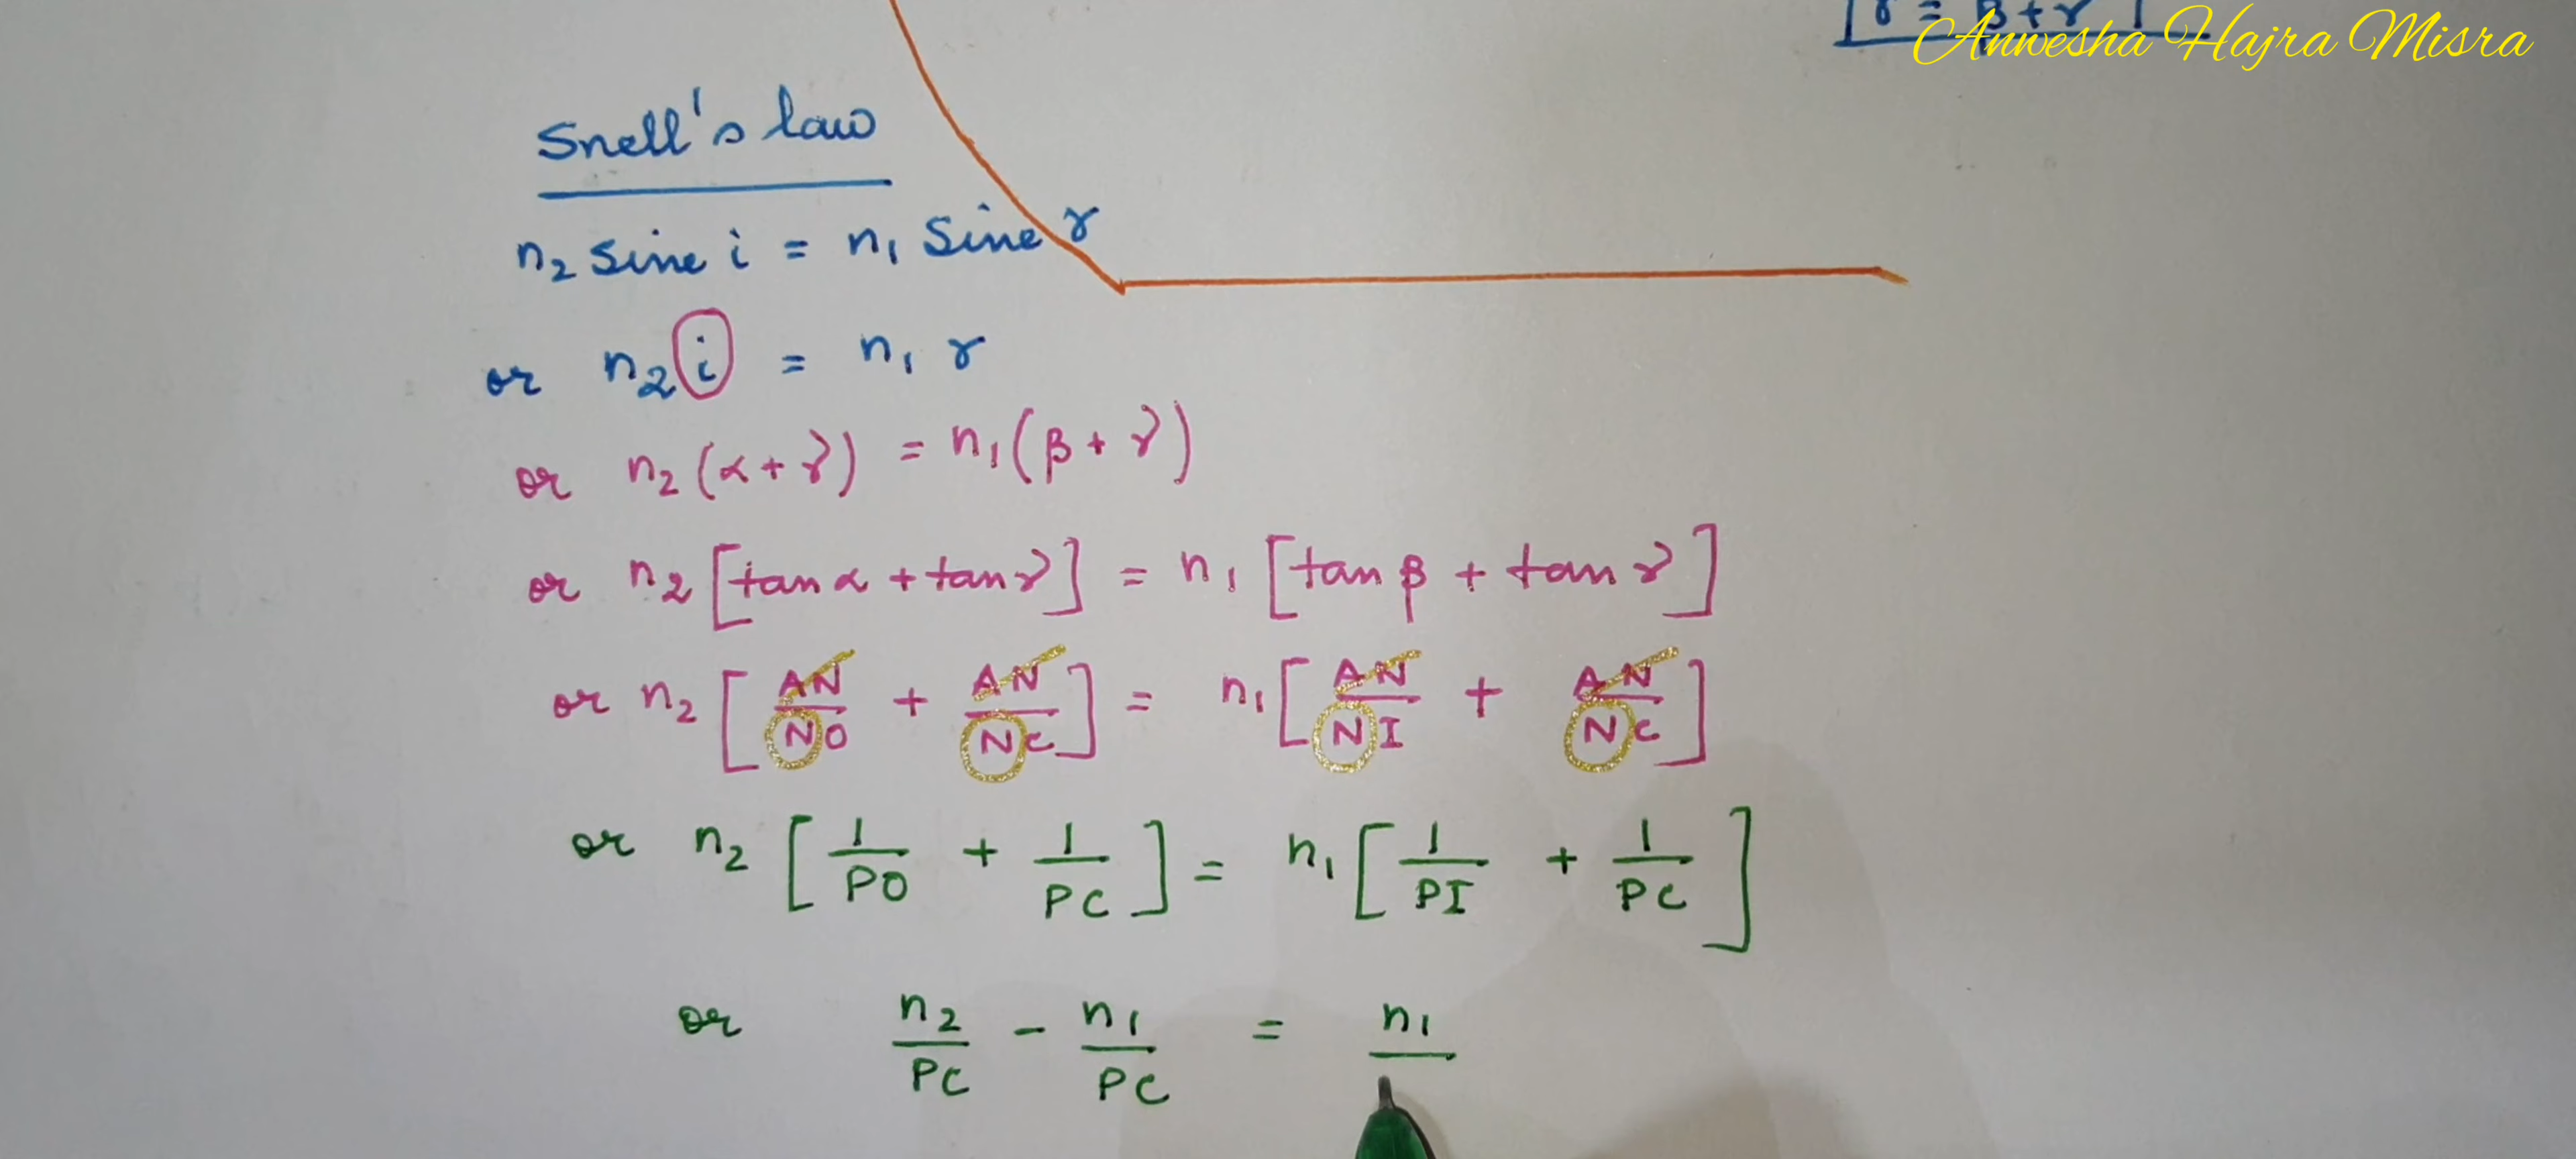 r = β + γ
Anwesha Hajra Misra
Snell's law
n₂ Sine i = n₁ Sine r
or n₂ i = n₁ r
or n₂ (α + γ) = n₁ (β + γ)
or n₂ [tan α + tan γ] = n₁ [tan β + tan γ]
or n₂ [AN/NO + AN/NC] = n₁ [AN/NI + AN/NC]
or n₂ [1/PO + 1/PC] = n₁ [1/PI + 1/PC]
or n₂/PC - n₁/PC = n₁/